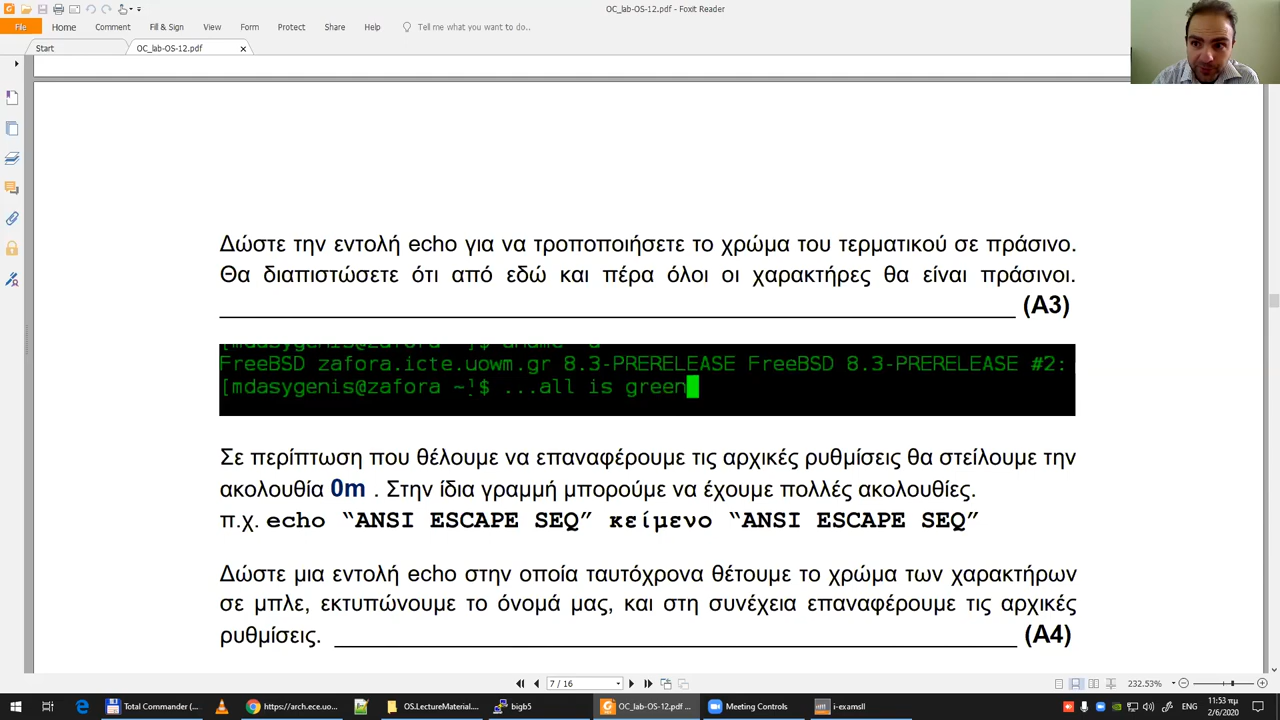 OC_lab-OS-12.pdf - Foxit Reader
File Home Comment Fill & Sign View Form Protect Share Help Tell me what you want to do..
Start OC_lab-OS-12.pdf
Δώστε την εντολή echo για να τροποποιήσετε το χρώμα του τερματικού σε πράσινο.
Θα διαπιστώσετε ότι από εδώ και πέρα όλοι οι χαρακτήρες θα είναι πράσινοι.
(A3)
FreeBSD zafora.icte.uowm.gr 8.3-PRERELEASE FreeBSD 8.3-PRERELEASE #2:
[mdasygenis@zafora ~]$ ...all is green
Σε περίπτωση που θέλουμε να επαναφέρουμε τις αρχικές ρυθμίσεις θα στείλουμε την
ακολουθία 0m . Στην ίδια γραμμή μπορούμε να έχουμε πολλές ακολουθίες.
π.χ. echo “ANSI ESCAPE SEQ” κείμενο “ANSI ESCAPE SEQ”
Δώστε μια εντολή echo στην οποία ταυτόχρονα θέτουμε το χρώμα των χαρακτήρων
σε μπλε, εκτυπώνουμε το όνομά μας, και στη συνέχεια επαναφέρουμε τις αρχικές
ρυθμίσεις. (A4)
7 / 16 232.53%
Total Commander (... https://arch.ece.uo... OS.LectureMaterial... bigb5 OC_lab-OS-12.pdf ... Meeting Controls i-examsll 11:53 πμ
2/6/2020